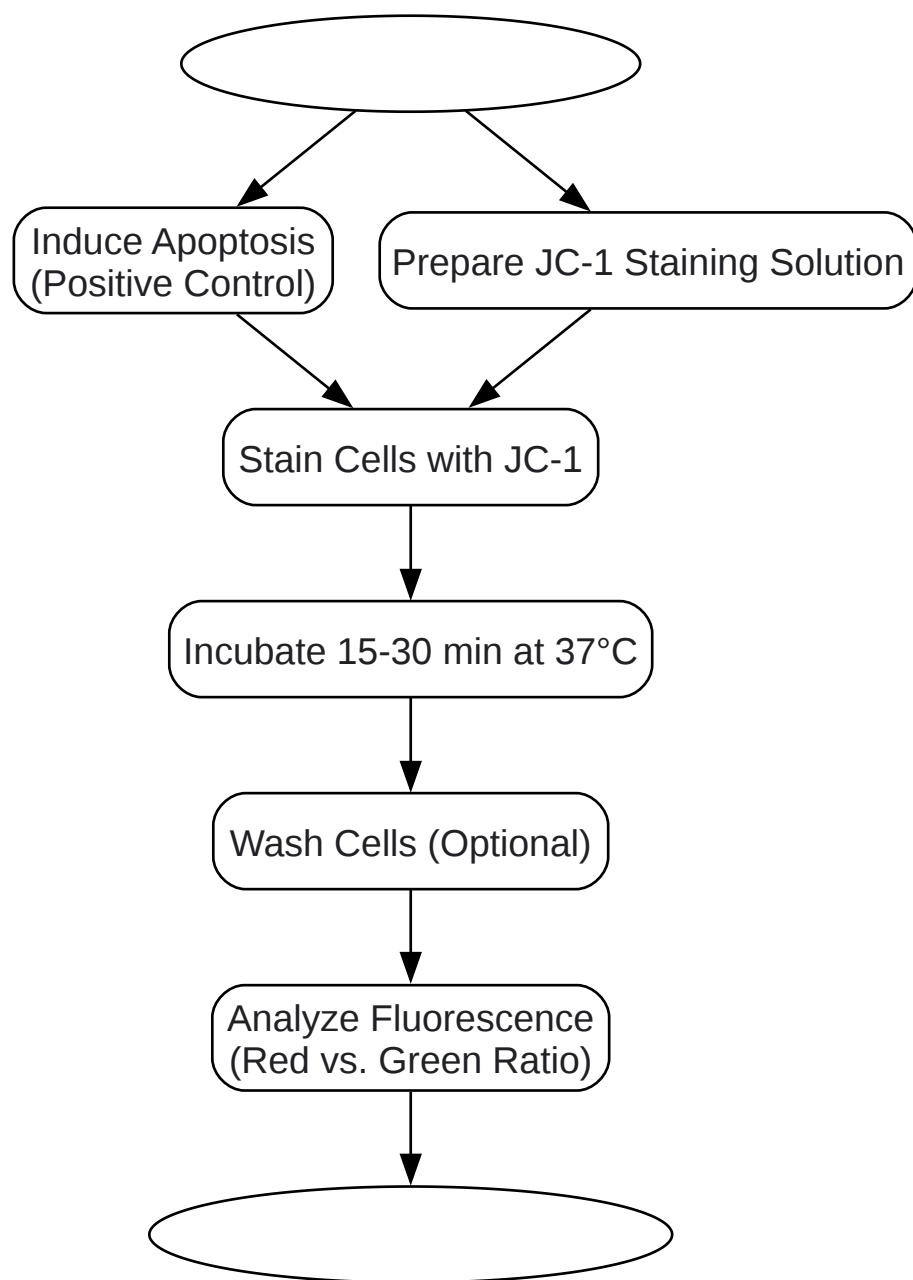 Induce Apoptosis
(Positive Control)
Prepare JC-1 Staining Solution
Stain Cells with JC-1
Incubate 15-30 min at 37°C
Wash Cells (Optional)
Analyze Fluorescence
(Red vs. Green Ratio)